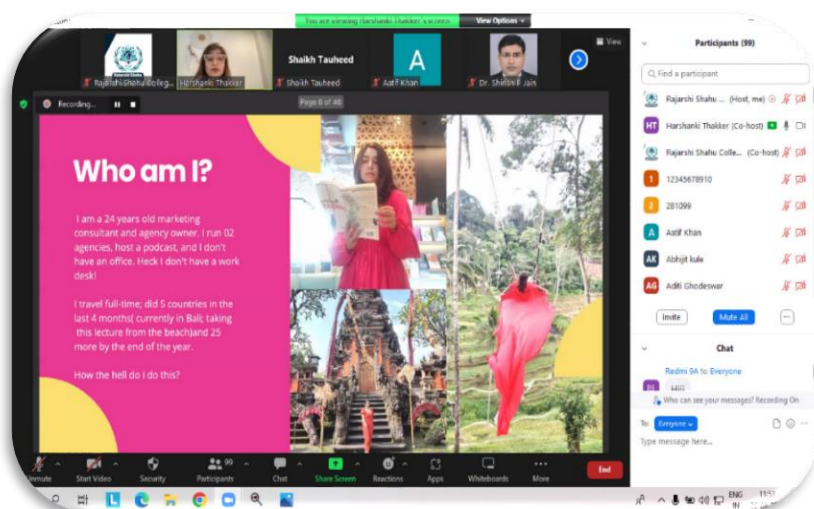 You are viewing Harshanki Thakker's screen View Options
View
Shaikh Tauheed
A
Rajarshi Shahu Colleg...
Harshanki Thakker
Shaikh Tauheed
Aatif Khan
Dr. Shirish P Jain
Recording...
Page 6 of 46
Who am I?
I am a 24 years old marketing
consultant and agency owner. I run 02
agencies, host a podcast, and I don't
have an office. Heck I don't have a work
desk!
I travel full-time; did 5 countries in the
last 4 months( currently in Bali; taking
this lecture from the beach)and 25
more by the end of the year.
How the hell do i do this?
Unmute
Start Video
Security
99
Participants
Chat
Share Screen
Reactions
Apps
Whiteboards
More
End
Participants (99)
Find a participant
Rajarshi Shahu ... (Host, me)
HT Harshanki Thakker (Co-host)
Rajarshi Shahu Colle... (Co-host)
1 12345678910
2 281099
A Aatif Khan
AK Abhijit kule
AG Aditi Ghodeswar
Invite
Mute All
Chat
Redmi 9A to Everyone
Who can see your messages? Recording On
To: Everyone
Type message here...
L
ENG
IN